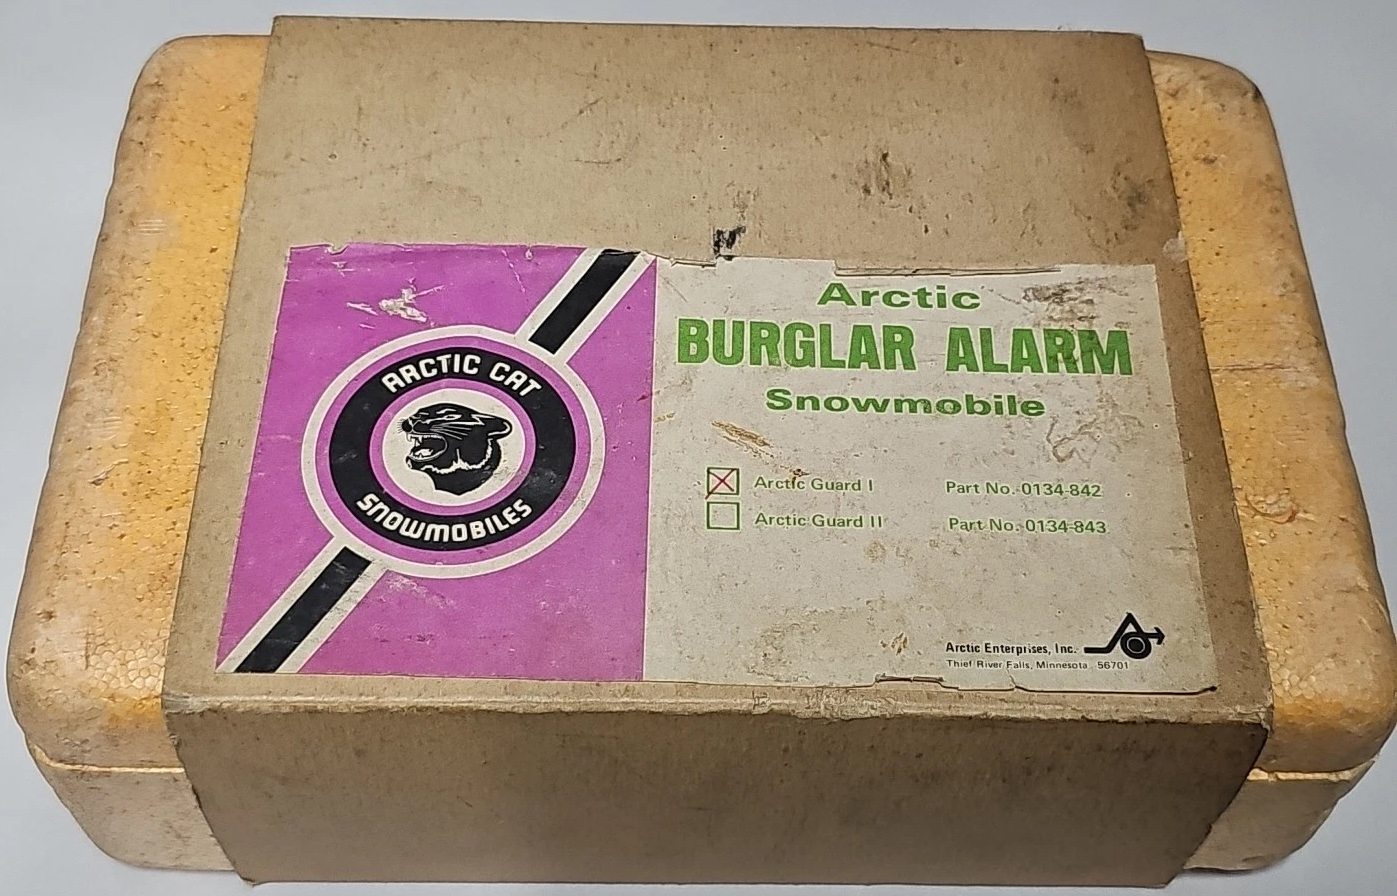 ARCTIC CAT
SNOWMOBILES
Arctic
BURGLAR ALARM
Snowmobile
Arctic Guard I Part No. 0134-842
Arctic Guard II Part No. 0134-843
Arctic Enterprises, Inc.
Thief River Falls, Minnesota 56701